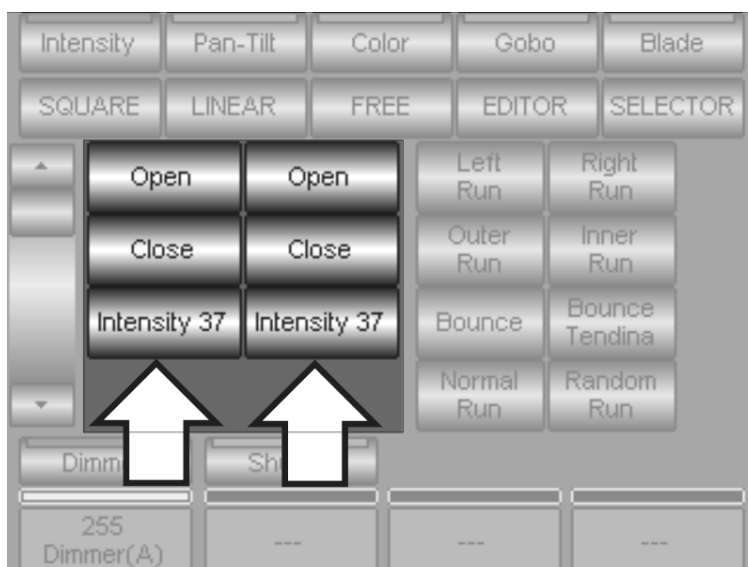 Intensity Pan-Tilt Color Gobo Blade
SQUARE LINEAR FREE EDITOR SELECTOR
Open Open Left Run Right Run
Close Close Outer Run Inner Run
Intensity 37 Intensity 37 Bounce Bounce Tendina
Normal Run Random Run
255
Dimmer(A) --- --- ---